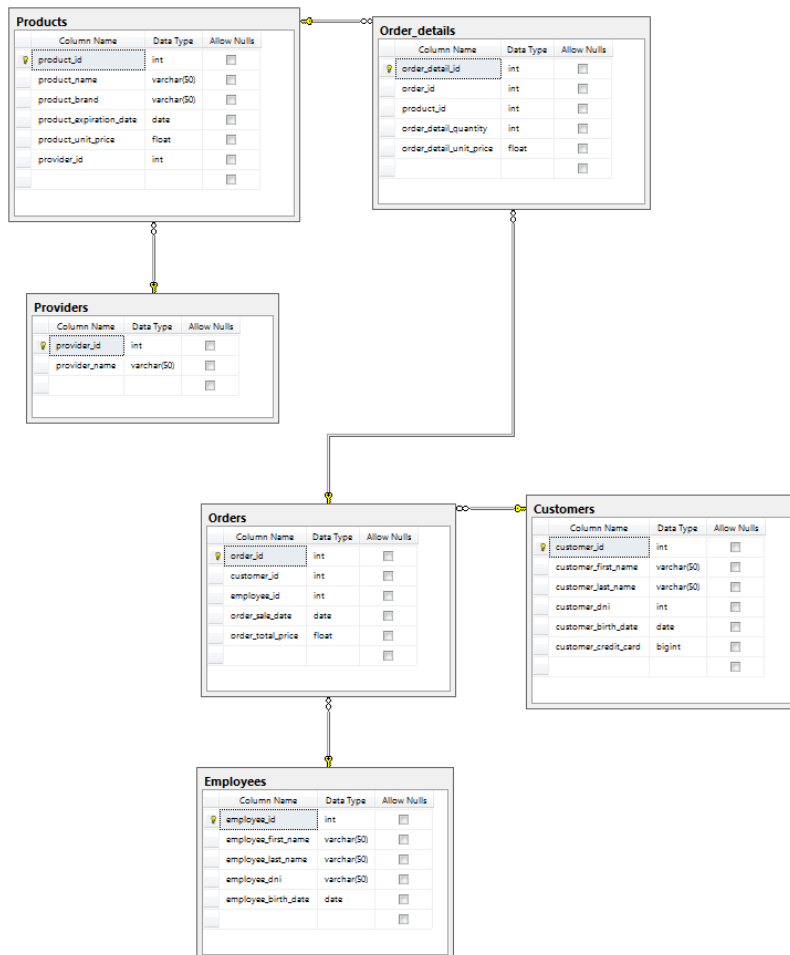 Products
Column Name Data Type Allow Nulls
product_id int
product_name varchar(50)
product_brand varchar(50)
product_expiration_date date
product_unit_price float
provider_id int
Order_details
Column Name Data Type Allow Nulls
order_detail_id int
order_id int
product_id int
order_detail_quantity int
order_detail_unit_price float
Providers
Column Name Data Type Allow Nulls
provider_id int
provider_name varchar(50)
Orders
Column Name Data Type Allow Nulls
order_id int
customer_id int
employee_id int
order_sale_date date
order_total_price float
Customers
Column Name Data Type Allow Nulls
customer_id int
customer_first_name varchar(50)
customer_last_name varchar(50)
customer_dni int
customer_birth_date date
customer_credit_card bigint
Employees
Column Name Data Type Allow Nulls
employee_id int
employee_first_name varchar(50)
employee_last_name varchar(50)
employee_dni varchar(50)
employee_birth_date date